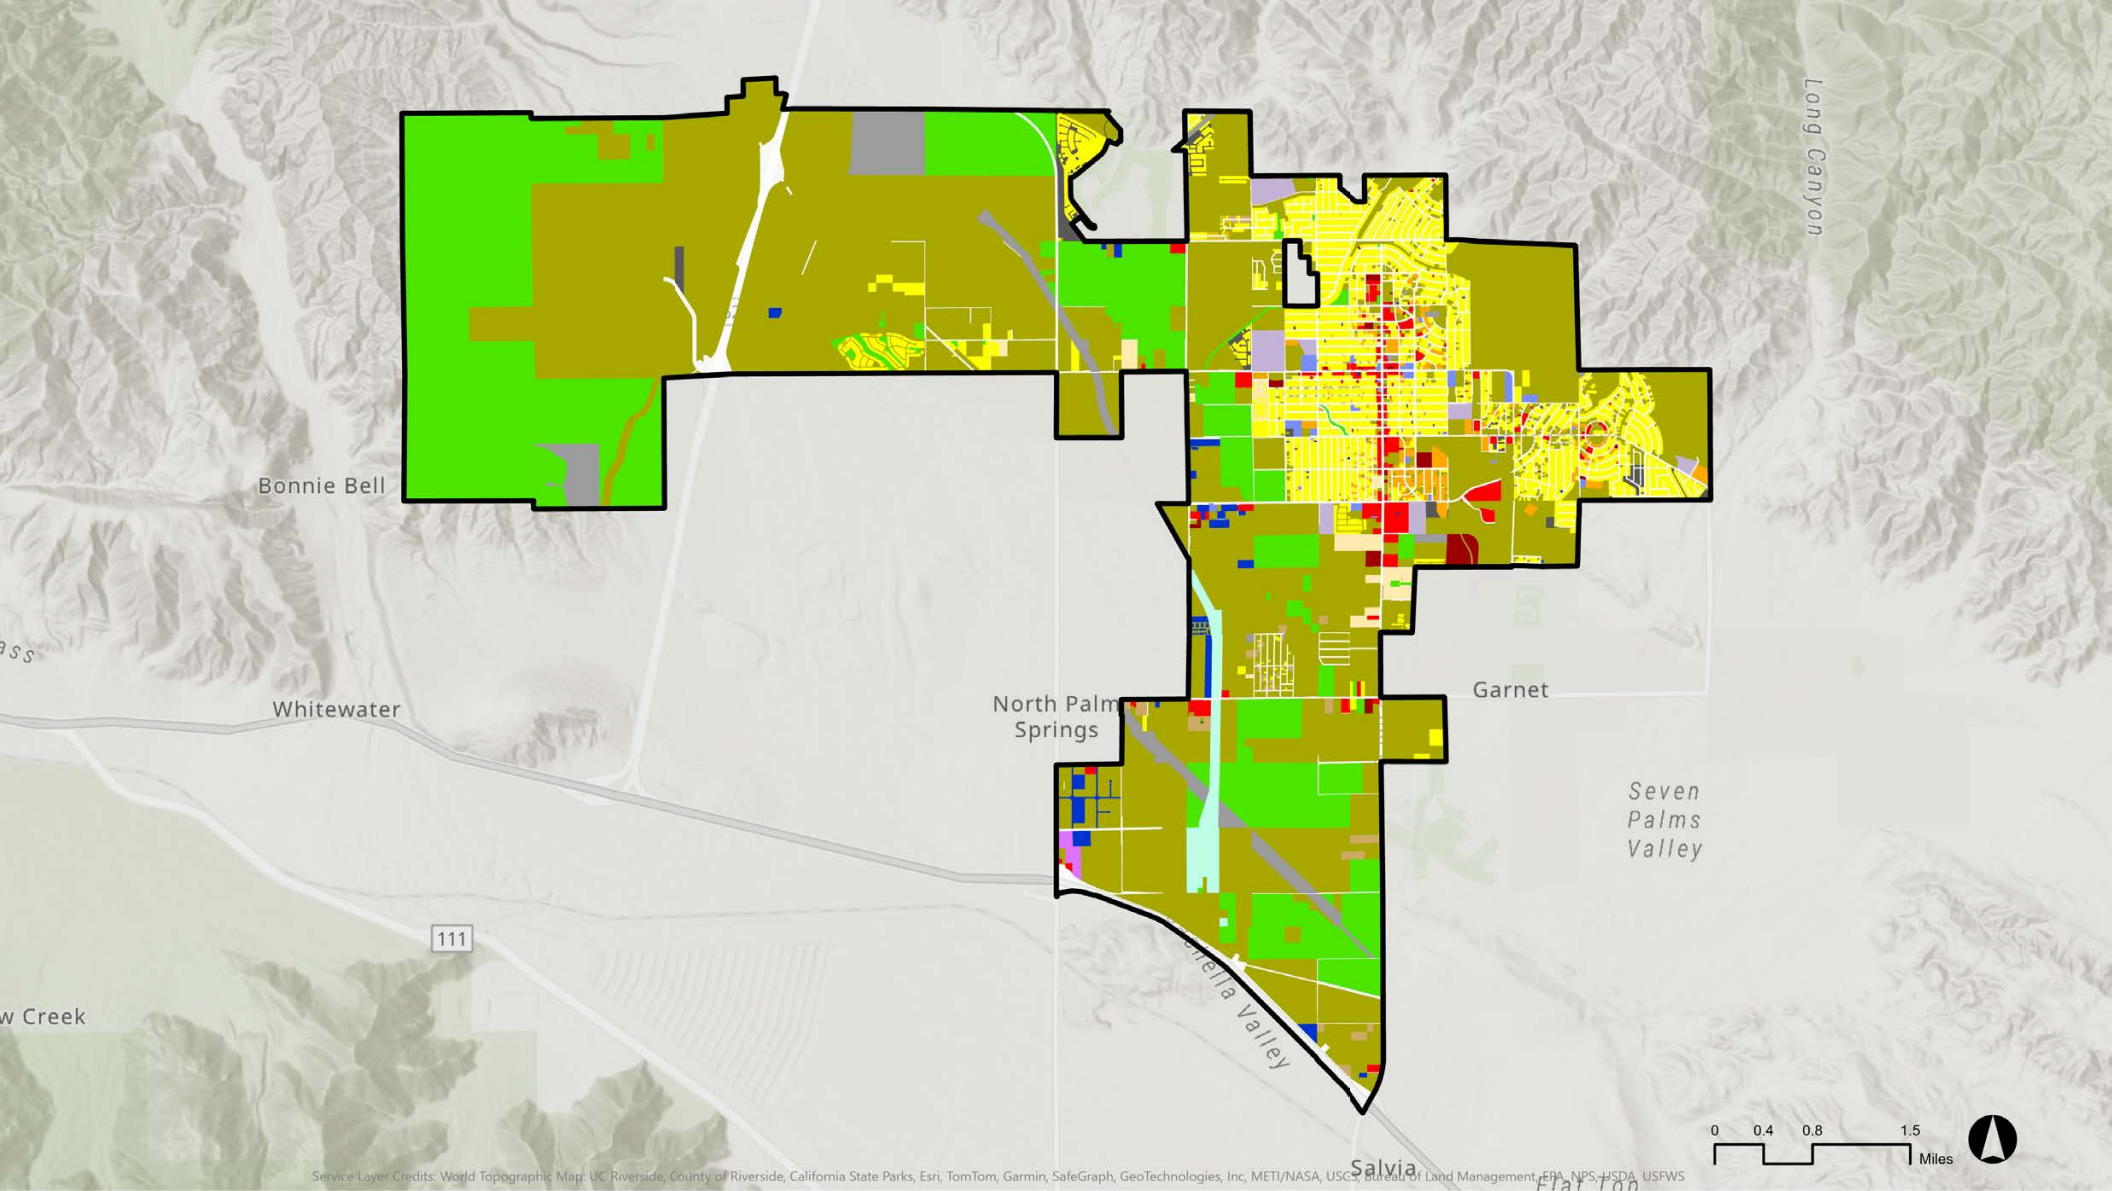 Long Canyon
Bonnie Bell
Whitewater
North Palm
Springs
Garnet
Seven
Palms
Valley
111
w Creek
Valley
0 0.4 0.8 1.5
Miles
Salvia
Flat Top
Service Layer Credits: World Topographic Map: UC Riverside, County of Riverside, California State Parks, Esri, TomTom, Garmin, SafeGraph, GeoTechnologies, Inc, METI/NASA, USGS, Bureau of Land Management, EPA, NPS, USDA, USFWS